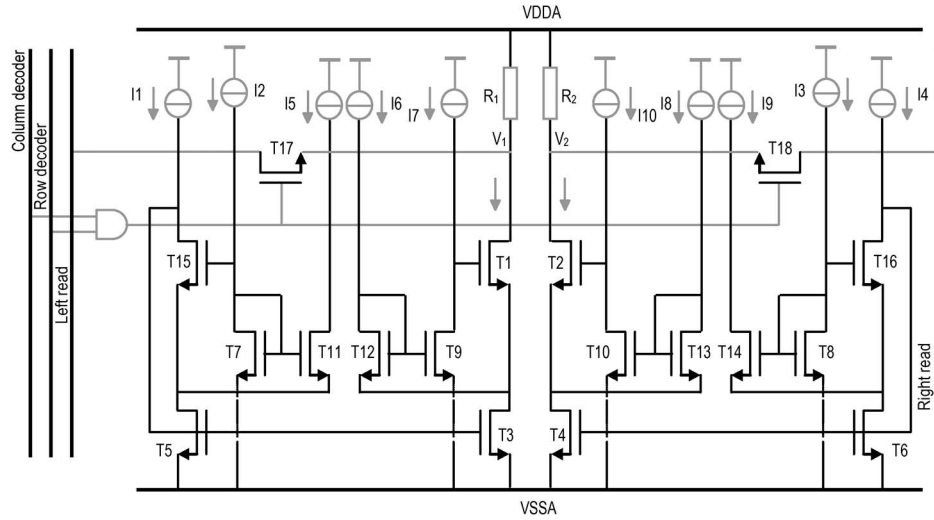 VDDA
Column decoder
Row decoder
Left read
I1
I2
I5
I6
I7
R1
R2
I10
I8
I9
I3
I4
T17
V1
V2
T18
T15
T1
T2
T16
T7
T11
T12
T9
T10
T13
T14
T8
Right read
T5
T3
T4
T6
VSSA